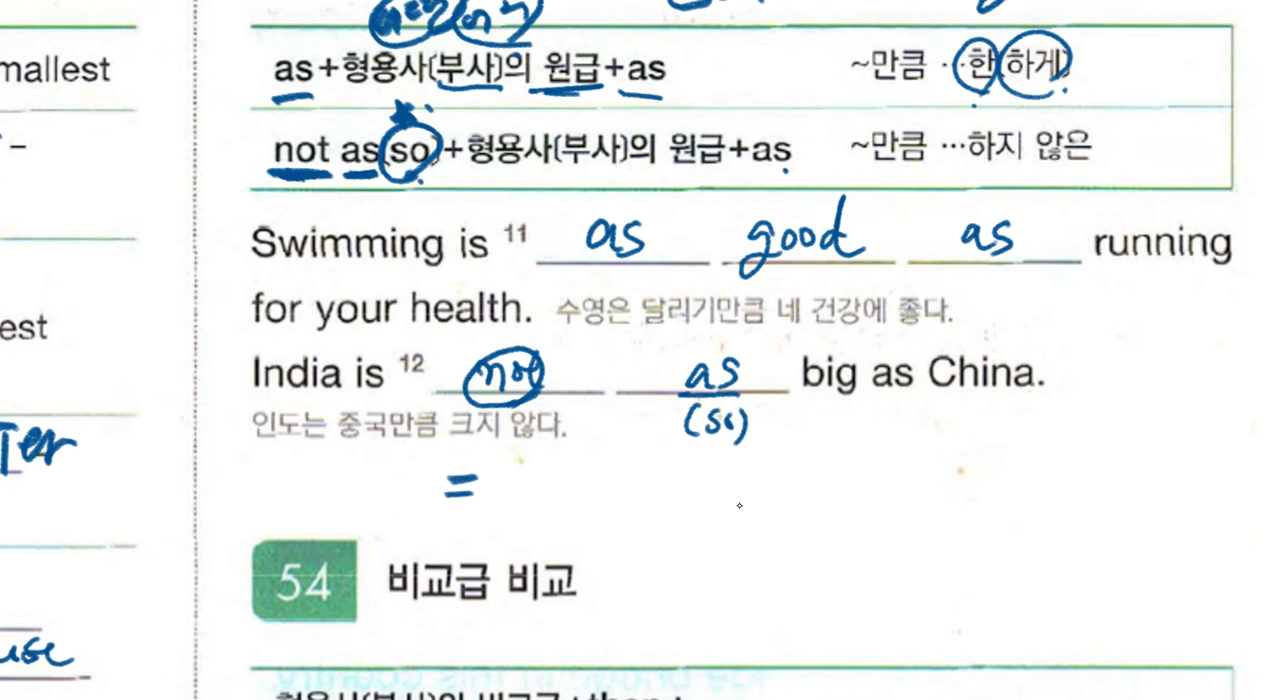 mallest
as+형용사(부사)의 원급+as ~만큼 …한(하게)
not as(so)+형용사(부사)의 원급+as ~만큼 …하지 않은
Swimming is 11 as good as running
for your health. 수영은 달리기만큼 네 건강에 좋다.
est
India is 12 not as big as China.
(so)
인도는 중국만큼 크지 않다.
=
54 비교급 비교